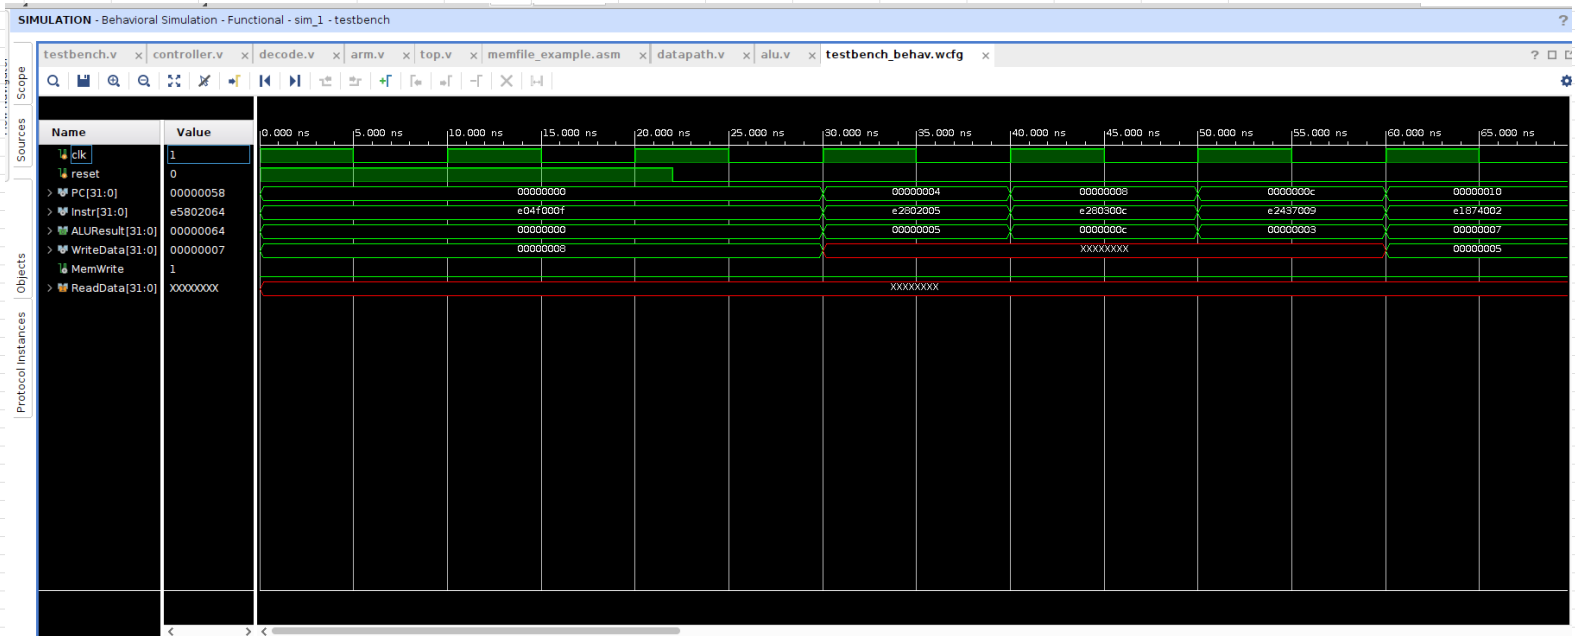 SIMULATION - Behavioral Simulation - Functional - sim_1 - testbench ?
testbench.v × controller.v × decode.v × arm.v × top.v × memfile_example.asm × datapath.v × alu.v × testbench_behav.wcfg × ?
Scope
Sources
Objects
Protocol Instances
Name Value
0.000 ns 5.000 ns 10.000 ns 15.000 ns 20.000 ns 25.000 ns 30.000 ns 35.000 ns 40.000 ns 45.000 ns 50.000 ns 55.000 ns 60.000 ns 65.000 ns
clk 1
reset 0
PC[31:0] 00000058 00000000 00000004 00000008 0000000c 00000010
Instr[31:0] e5802064 e04f000f e2802005 e280300c e2437009 e1874002
ALUResult[31:0] 00000064 00000000 00000005 0000000c 00000003 00000007
WriteData[31:0] 00000007 00000008 XXXXXXXX 00000005
MemWrite 1
ReadData[31:0] XXXXXXXX XXXXXXXX